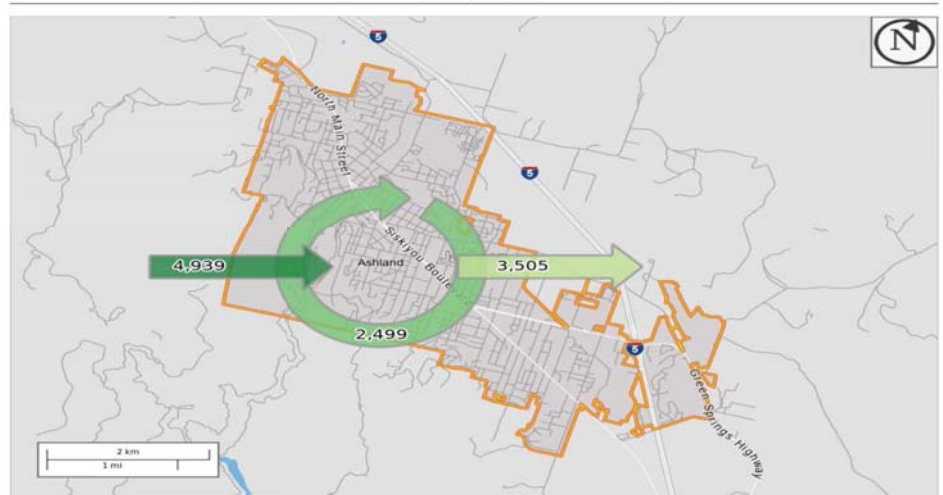 5
N
North Main Street
5
Siskiyou Boulevard
4,939
Ashland
3,505
2,499
5
Green Springs Highway
2 km
1 mi